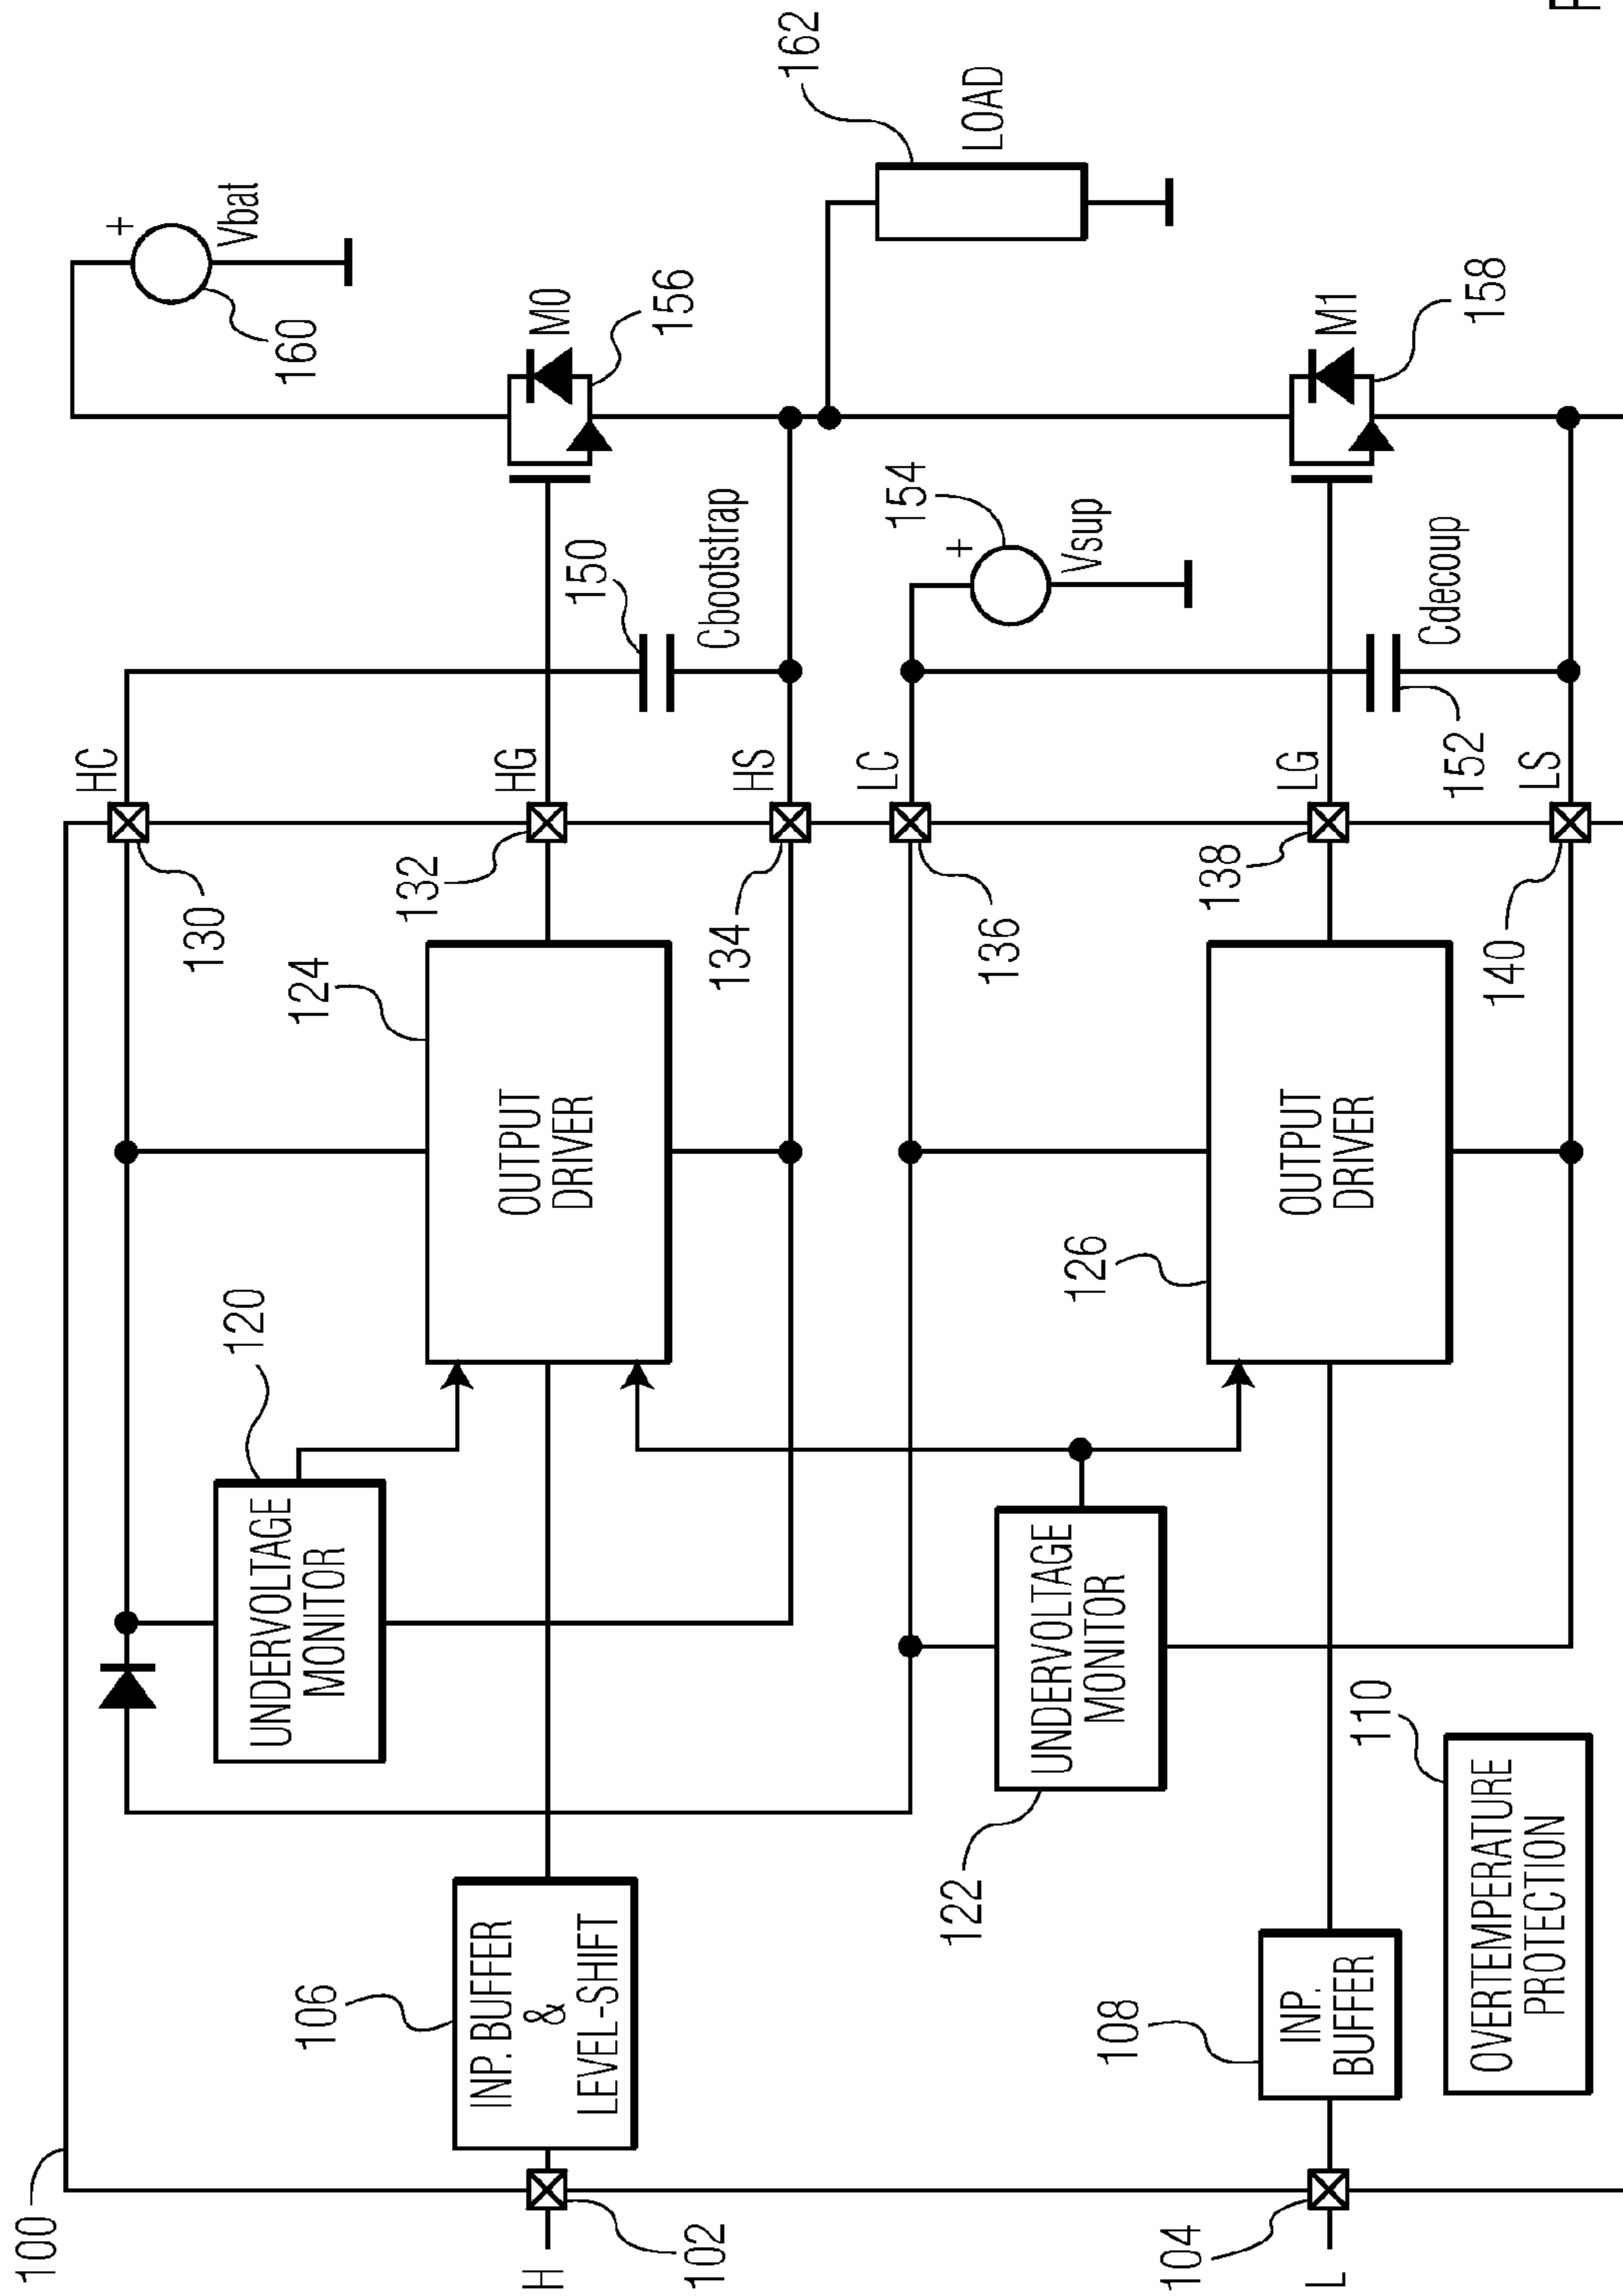 100
HC
+
Vbat
160
130
120
UNDERVOLTAGE
MONITOR
124
106
INP. BUFFER
&
LEVEL-SHIFT
H
102
OUTPUT
DRIVER
132
HG
M0
156
150
Cbootstrap
134
HS
162
LOAD
LC
136
154
+
Vsup
122
UNDERVOLTAGE
MONITOR
126
108
INP.
BUFFER
L
104
OUTPUT
DRIVER
138
LG
M1
158
Cdecoup
152
110
OVERTEMPERATURE
PROTECTION
140
LS